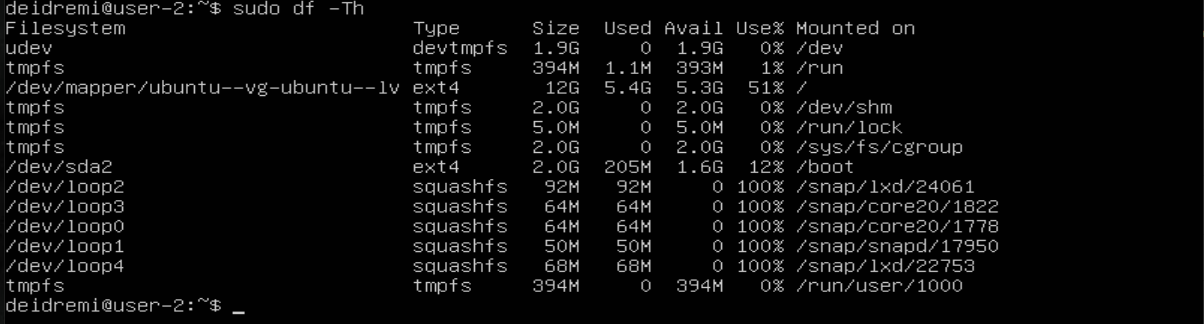 deidremi@user-2:~$ sudo df -Th
Filesystem                        Type      Size  Used Avail Use% Mounted on
udev                              devtmpfs  1.9G     0  1.9G   0% /dev
tmpfs                             tmpfs     394M  1.1M  393M   1% /run
/dev/mapper/ubuntu--vg-ubuntu--lv ext4       12G  5.4G  5.3G  51% /
tmpfs                             tmpfs     2.0G     0  2.0G   0% /dev/shm
tmpfs                             tmpfs     5.0M     0  5.0M   0% /run/lock
tmpfs                             tmpfs     2.0G     0  2.0G   0% /sys/fs/cgroup
/dev/sda2                         ext4      2.0G  205M  1.6G  12% /boot
/dev/loop2                        squashfs   92M   92M     0 100% /snap/lxd/24061
/dev/loop3                        squashfs   64M   64M     0 100% /snap/core20/1822
/dev/loop0                        squashfs   64M   64M     0 100% /snap/core20/1778
/dev/loop1                        squashfs   50M   50M     0 100% /snap/snapd/17950
/dev/loop4                        squashfs   68M   68M     0 100% /snap/lxd/22753
tmpfs                             tmpfs     394M     0  394M   0% /run/user/1000
deidremi@user-2:~$ _